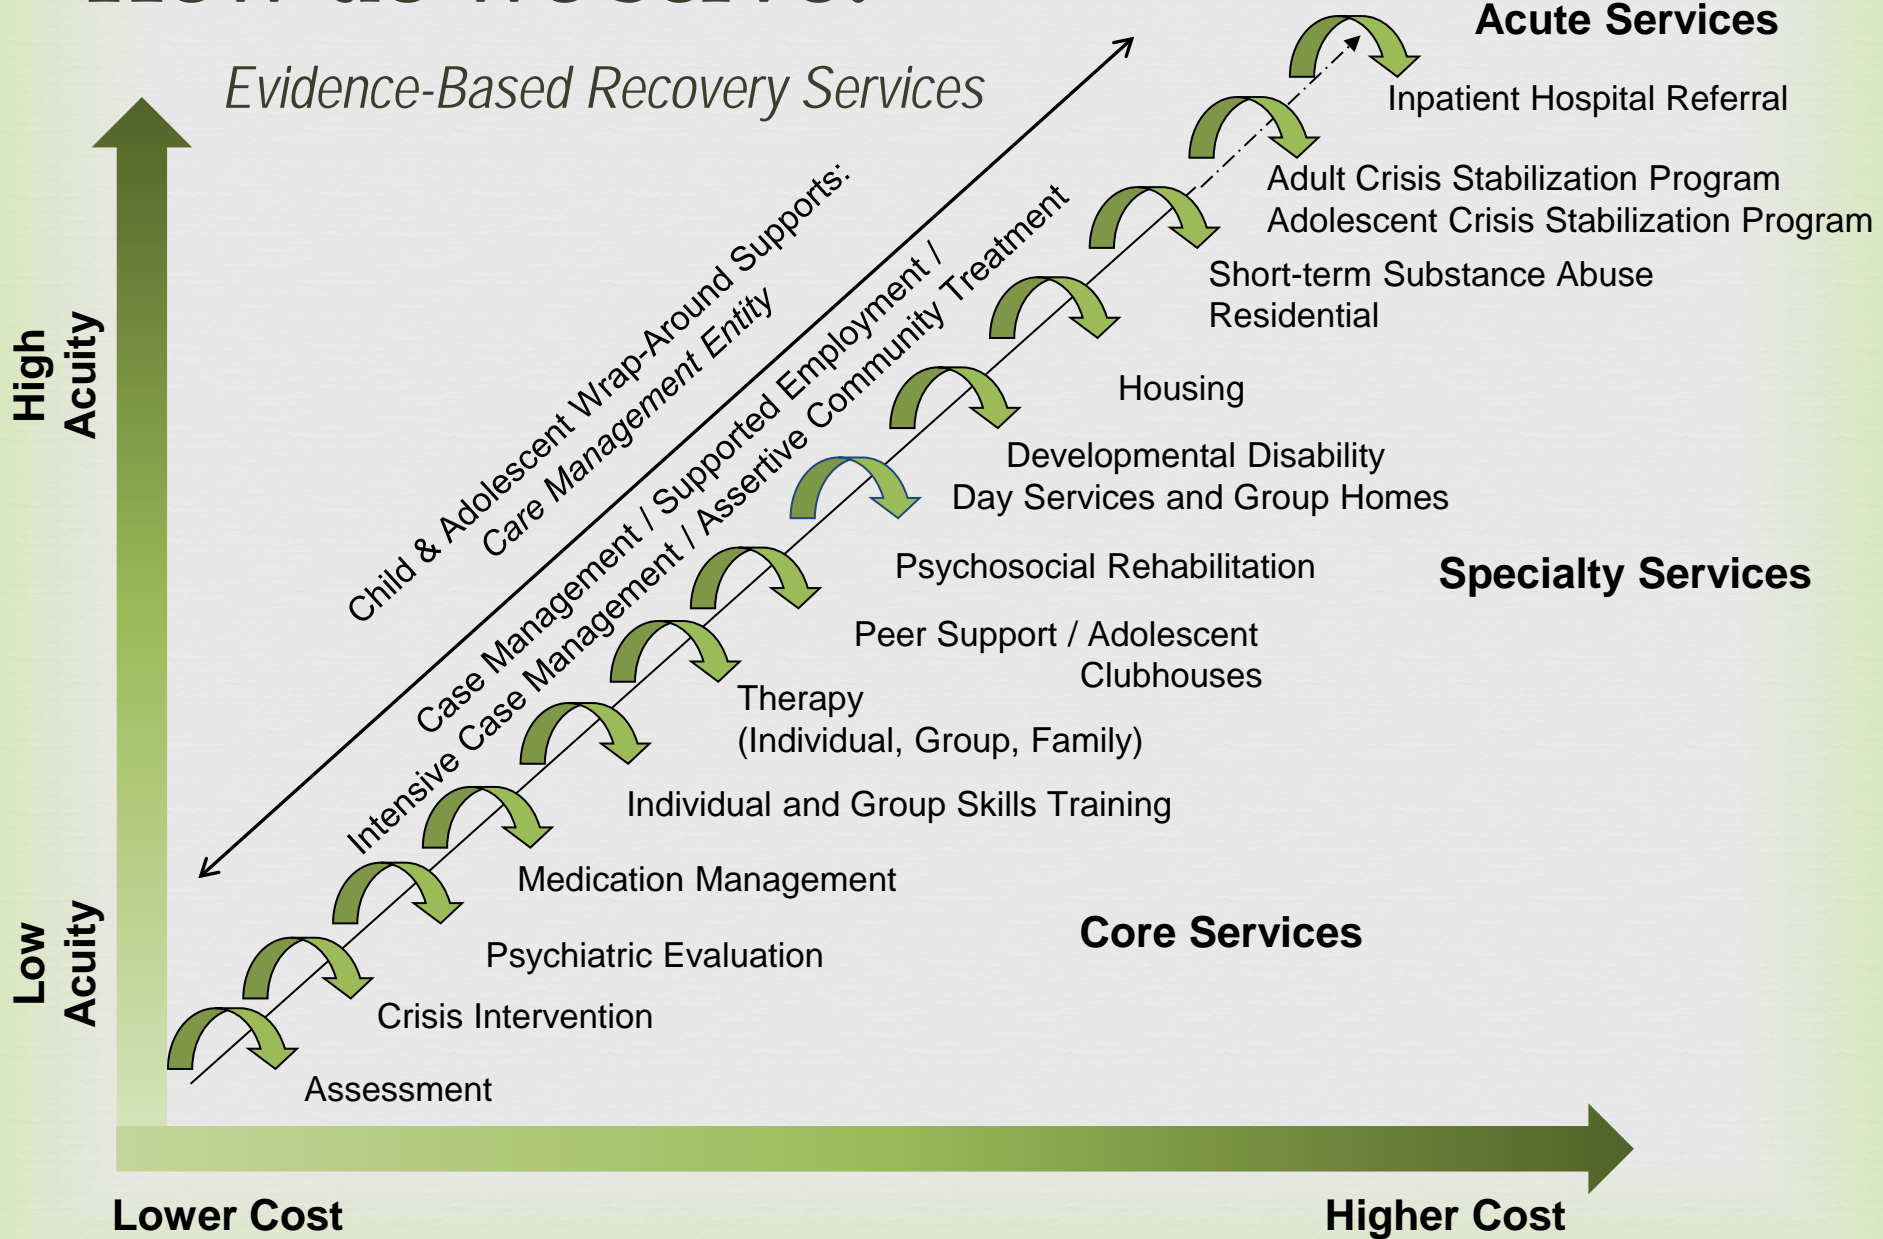 Evidence-Based Recovery Services
Acute Services
Inpatient Hospital Referral
Adult Crisis Stabilization Program
Adolescent Crisis Stabilization Program
Short-term Substance Abuse
Residential
Housing
Developmental Disability
Day Services and Group Homes
Psychosocial Rehabilitation
Specialty Services
Peer Support / Adolescent
Clubhouses
Therapy
(Individual, Group, Family)
Individual and Group Skills Training
Medication Management
Core Services
Psychiatric Evaluation
Crisis Intervention
Assessment
Child & Adolescent Wrap-Around Supports:
Care Management Entity
Case Management / Supported Employment /
Intensive Case Management / Assertive Community Treatment
High
Acuity
Low
Acuity
Lower Cost
Higher Cost